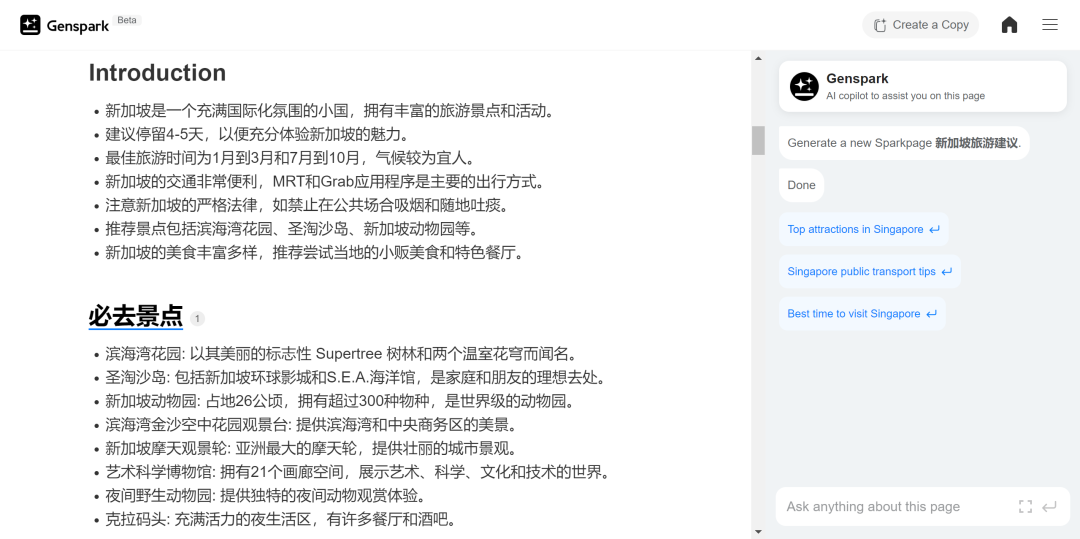 Genspark Beta
Create a Copy
Introduction
• 新加坡是一个充满国际化氛围的小国，拥有丰富的旅游景点和活动。
• 建议停留4-5天，以便充分体验新加坡的魅力。
• 最佳旅游时间为1月到3月和7月到10月，气候较为宜人。
• 新加坡的交通非常便利，MRT和Grab应用程序是主要的出行方式。
• 注意新加坡的严格法律，如禁止在公共场合吸烟和随地吐痰。
• 推荐景点包括滨海湾花园、圣淘沙岛、新加坡动物园等。
• 新加坡的美食丰富多样，推荐尝试当地的小贩美食和特色餐厅。
必去景点 1
• 滨海湾花园: 以其美丽的标志性 Supertree 树林和两个温室花穹而闻名。
• 圣淘沙岛: 包括新加坡环球影城和S.E.A.海洋馆，是家庭和朋友的理想去处。
• 新加坡动物园: 占地26公顷，拥有超过300种物种，是世界级的动物园。
• 滨海湾金沙空中花园观景台: 提供滨海湾和中央商务区的美景。
• 新加坡摩天观景轮: 亚洲最大的摩天轮，提供壮丽的城市景观。
• 艺术科学博物馆: 拥有21个画廊空间，展示艺术、科学、文化和技术的世界。
• 夜间野生动物园: 提供独特的夜间动物观赏体验。
• 克拉码头: 充满活力的夜生活区，有许多餐厅和酒吧。
Genspark
AI copilot to assist you on this page
Generate a new Sparkpage 新加坡旅游建议.
Done
Top attractions in Singapore
Singapore public transport tips
Best time to visit Singapore
Ask anything about this page